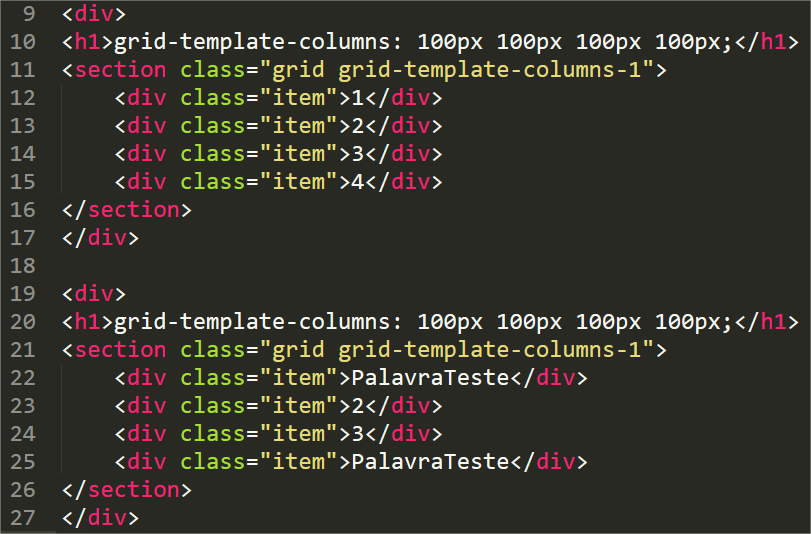 9 <div>
10 <h1>grid-template-columns: 100px 100px 100px 100px;</h1>
11 <section class="grid grid-template-columns-1">
12     <div class="item">1</div>
13     <div class="item">2</div>
14     <div class="item">3</div>
15     <div class="item">4</div>
16 </section>
17 </div>
18
19 <div>
20 <h1>grid-template-columns: 100px 100px 100px 100px;</h1>
21 <section class="grid grid-template-columns-1">
22     <div class="item">PalavraTeste</div>
23     <div class="item">2</div>
24     <div class="item">3</div>
25     <div class="item">PalavraTeste</div>
26 </section>
27 </div>